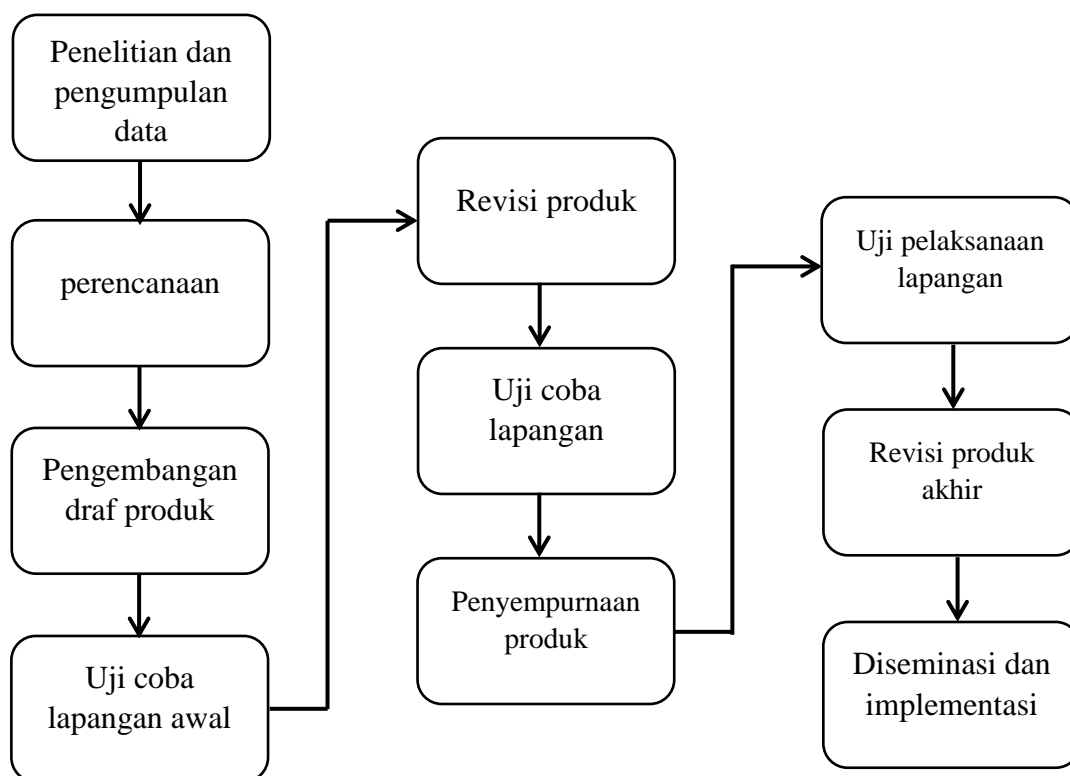 Penelitian dan
pengumpulan
data
perencanaan
Pengembangan
draf produk
Uji coba
lapangan awal
Revisi produk
Uji coba
lapangan
Penyempurnaan
produk
Uji pelaksanaan
lapangan
Revisi produk
akhir
Diseminasi dan
implementasi